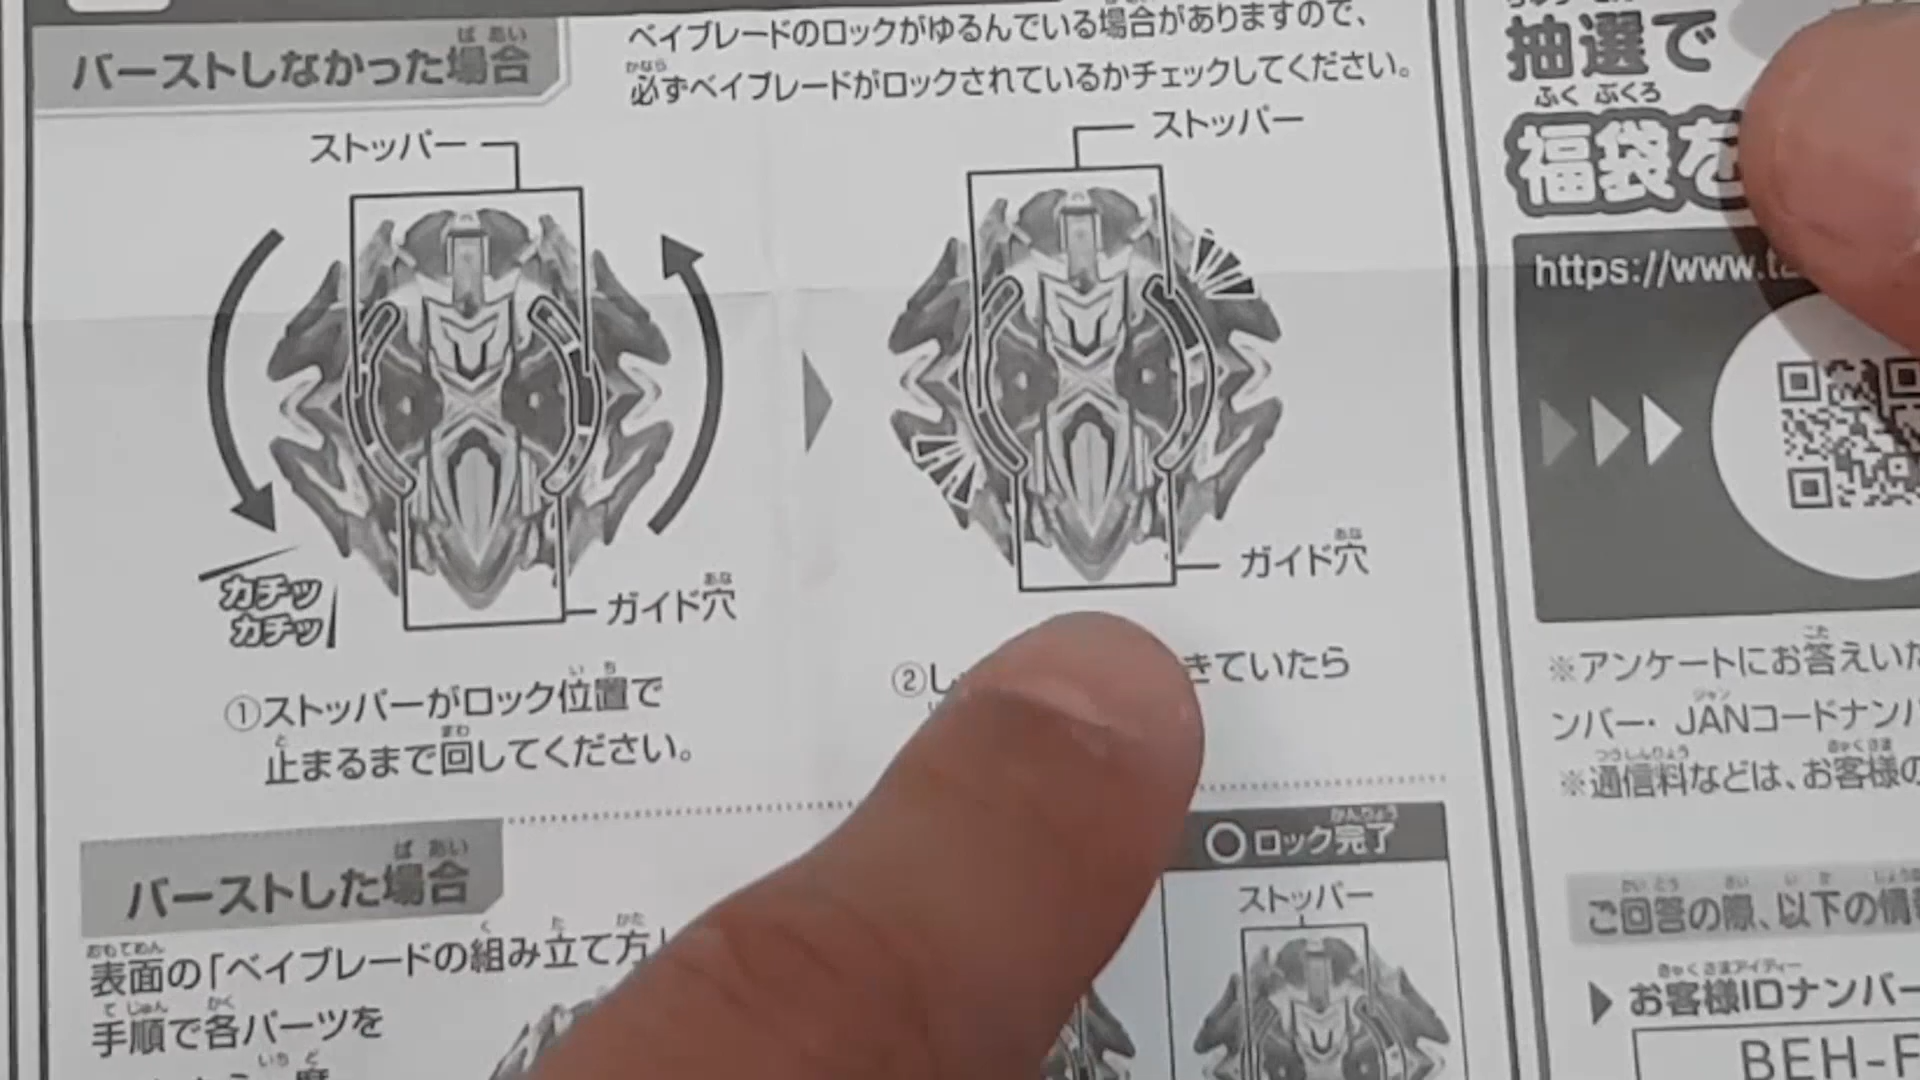 バーストしなかった場合
ベイブレードのロックがゆるんでいる場合がありますので、
必ずベイブレードがロックされているかチェックしてください。
ストッパー
ガイド穴
カチッ
カチッ
①ストッパーがロック位置で
止まるまで回してください。
ストッパー
ガイド穴
②し
きていたら
バーストした場合
表面の「ベイブレードの組み立て方
手順で各パーツを
○ロック完了
ストッパー
抽選で
福袋を
https://www.
※アンケートにお答えいた
ンバー・JANコードナンバ
※通信料などは、お客様の
ご回答の際、以下の情報
▶お客様IDナンバー
BEH-F